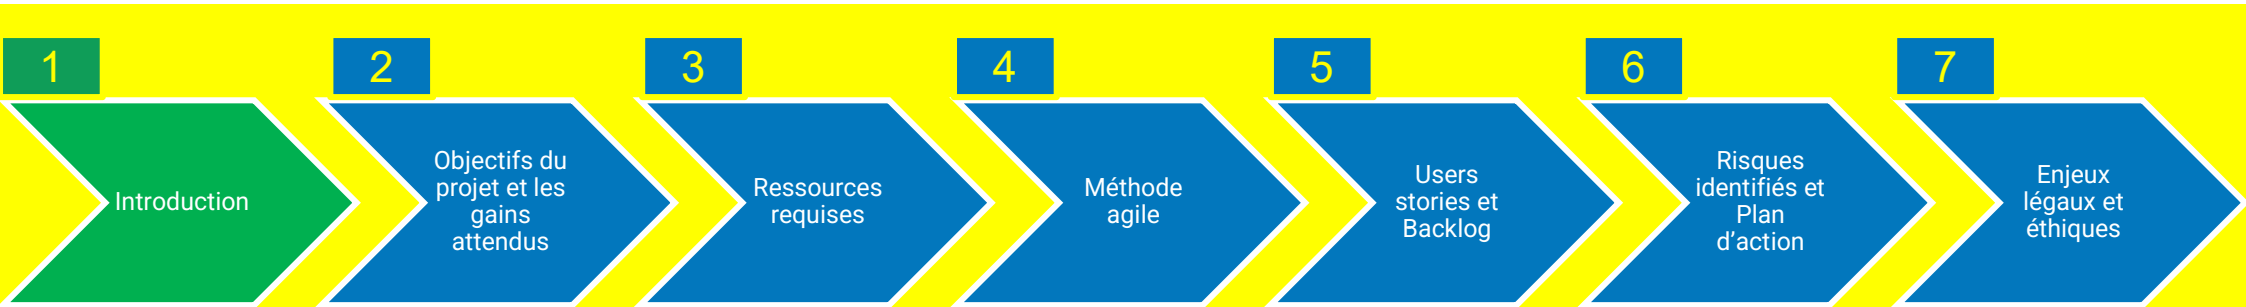 1
Introduction
2
Objectifs du
projet et les
gains
attendus
3
Ressources
requises
4
Méthode
agile
5
Users
stories et
Backlog
6
Risques
identifiés et
Plan
d’action
7
Enjeux
légaux et
éthiques